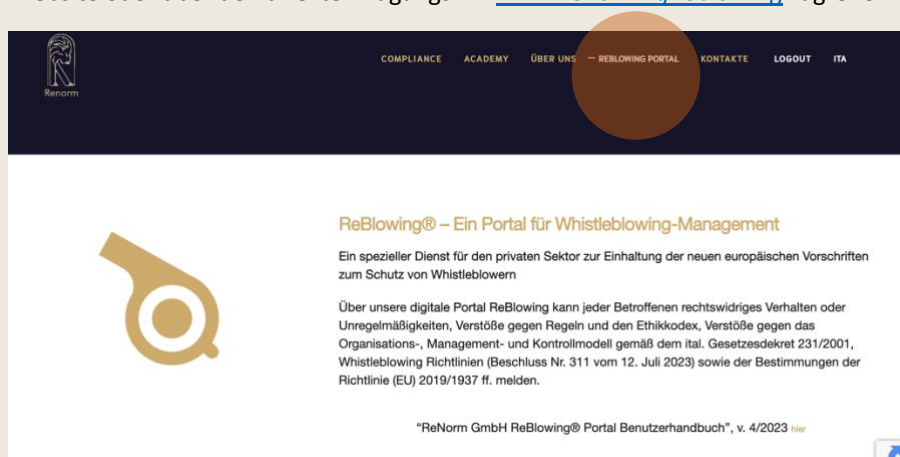 COMPLIANCE ACADEMY ÜBER UNS — REBLOWING PORTAL KONTAKTE LOGOUT ITA
Renorm
ReBlowing® – Ein Portal für Whistleblowing-Management
Ein spezieller Dienst für den privaten Sektor zur Einhaltung der neuen europäischen Vorschriften
zum Schutz von Whistleblowern
Über unsere digitale Portal ReBlowing kann jeder Betroffenen rechtswidriges Verhalten oder
Unregelmäßigkeiten, Verstöße gegen Regeln und den Ethikkodex, Verstöße gegen das
Organisations-, Management- und Kontrollmodell gemäß dem ital. Gesetzesdekret 231/2001,
Whistleblowing Richtlinien (Beschluss Nr. 311 vom 12. Juli 2023) sowie der Bestimmungen der
Richtlinie (EU) 2019/1937 ff. melden.
“ReNorm GmbH ReBlowing® Portal Benutzerhandbuch”, v. 4/2023 hier